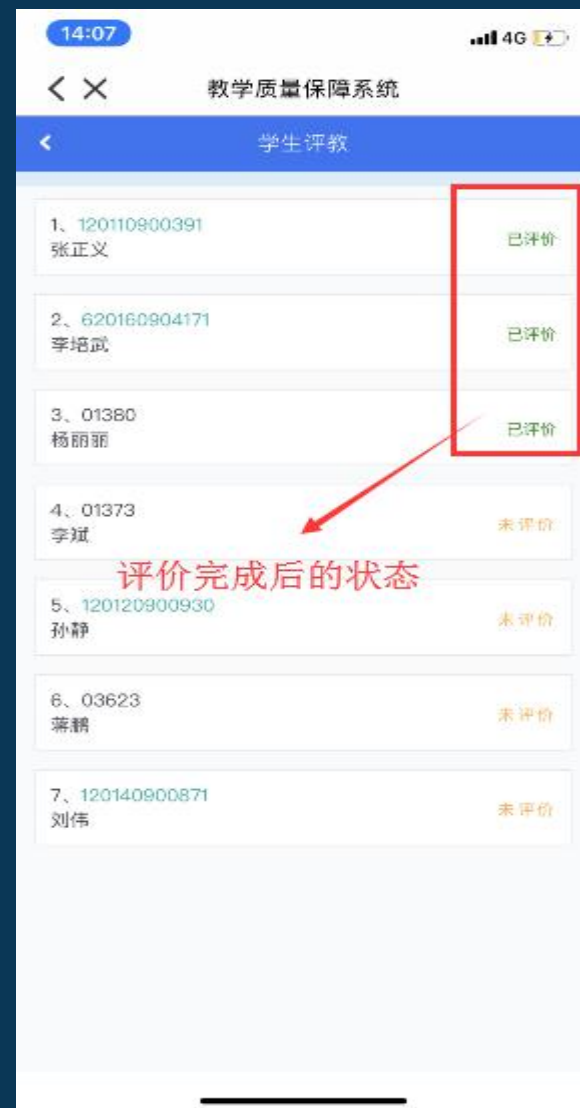 14:07
4G
教学质量保障系统
学生评教
1、120110900391
张正义
已评价
2、620160904171
李培武
已评价
3、01380
杨丽丽
已评价
4、01373
李斌
未评价
评价完成后的状态
5、120120900930
孙静
未评价
6、03623
蒋鹏
未评价
7、120140900871
刘伟
未评价